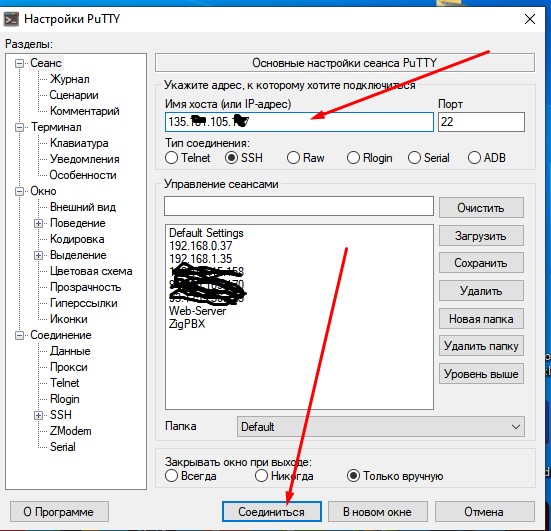 Настройки PuTTY
Разделы:
Сеанс
Журнал
Сценарии
Комментарий
Терминал
Клавиатура
Уведомления
Особенности
Окно
Внешний вид
Поведение
Кодировка
Выделение
Цветовая схема
Прозрачность
Гиперссылки
Иконки
Соединение
Данные
Прокси
Telnet
Rlogin
SSH
ZModem
Serial
Основные настройки сеанса PuTTY
Укажите адрес, к которому хотите подключиться
Имя хоста (или IP-адрес) Порт
135. .105. 22
Тип соединения:
Telnet SSH Raw Rlogin Serial ADB
Управление сеансами
Очистить
Default Settings
192.168.0.37
192.168.1.35
Web-Server
ZigPBX
Загрузить
Сохранить
Удалить
Новая папка
Удалить папку
Уровень выше
Папка Default
Закрывать окно при выходе:
Всегда Никогда Только вручную
О Программе Соединиться В новом окне Отмена